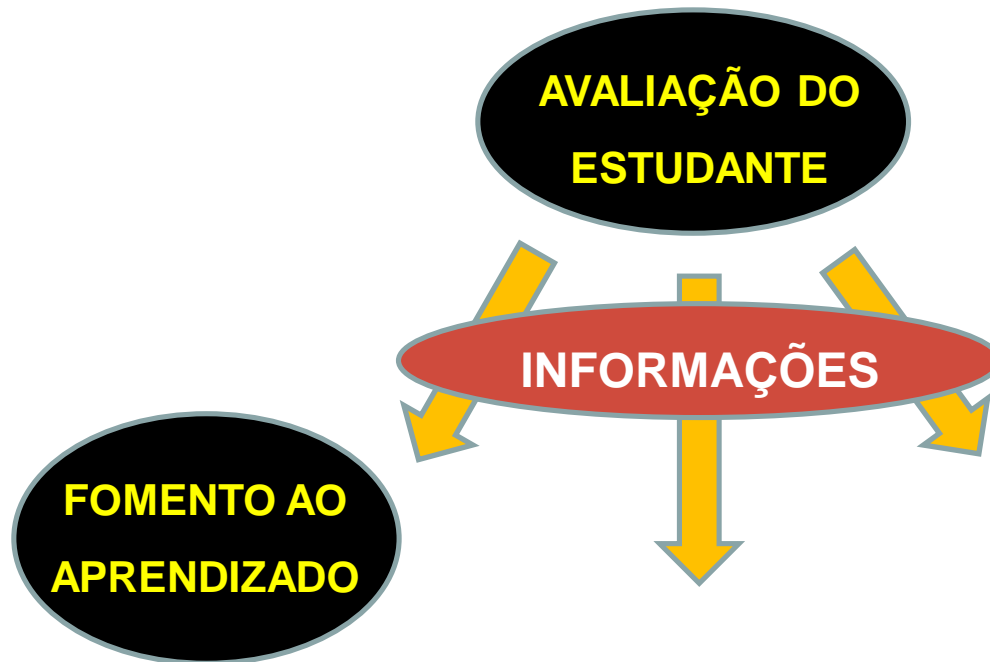 AVALIAÇÃO DO
ESTUDANTE
INFORMAÇÕES
FOMENTO AO
APRENDIZADO